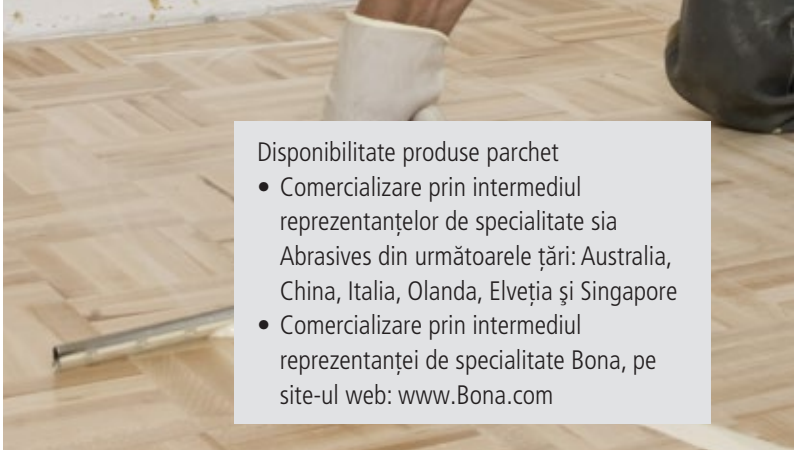 Disponibilitate produse parchet
• Comercializare prin intermediul
reprezentanțelor de specialitate sia
Abrasives din următoarele țări: Australia,
China, Italia, Olanda, Elveția şi Singapore
• Comercializare prin intermediul
reprezentanței de specialitate Bona, pe
site-ul web: www.Bona.com